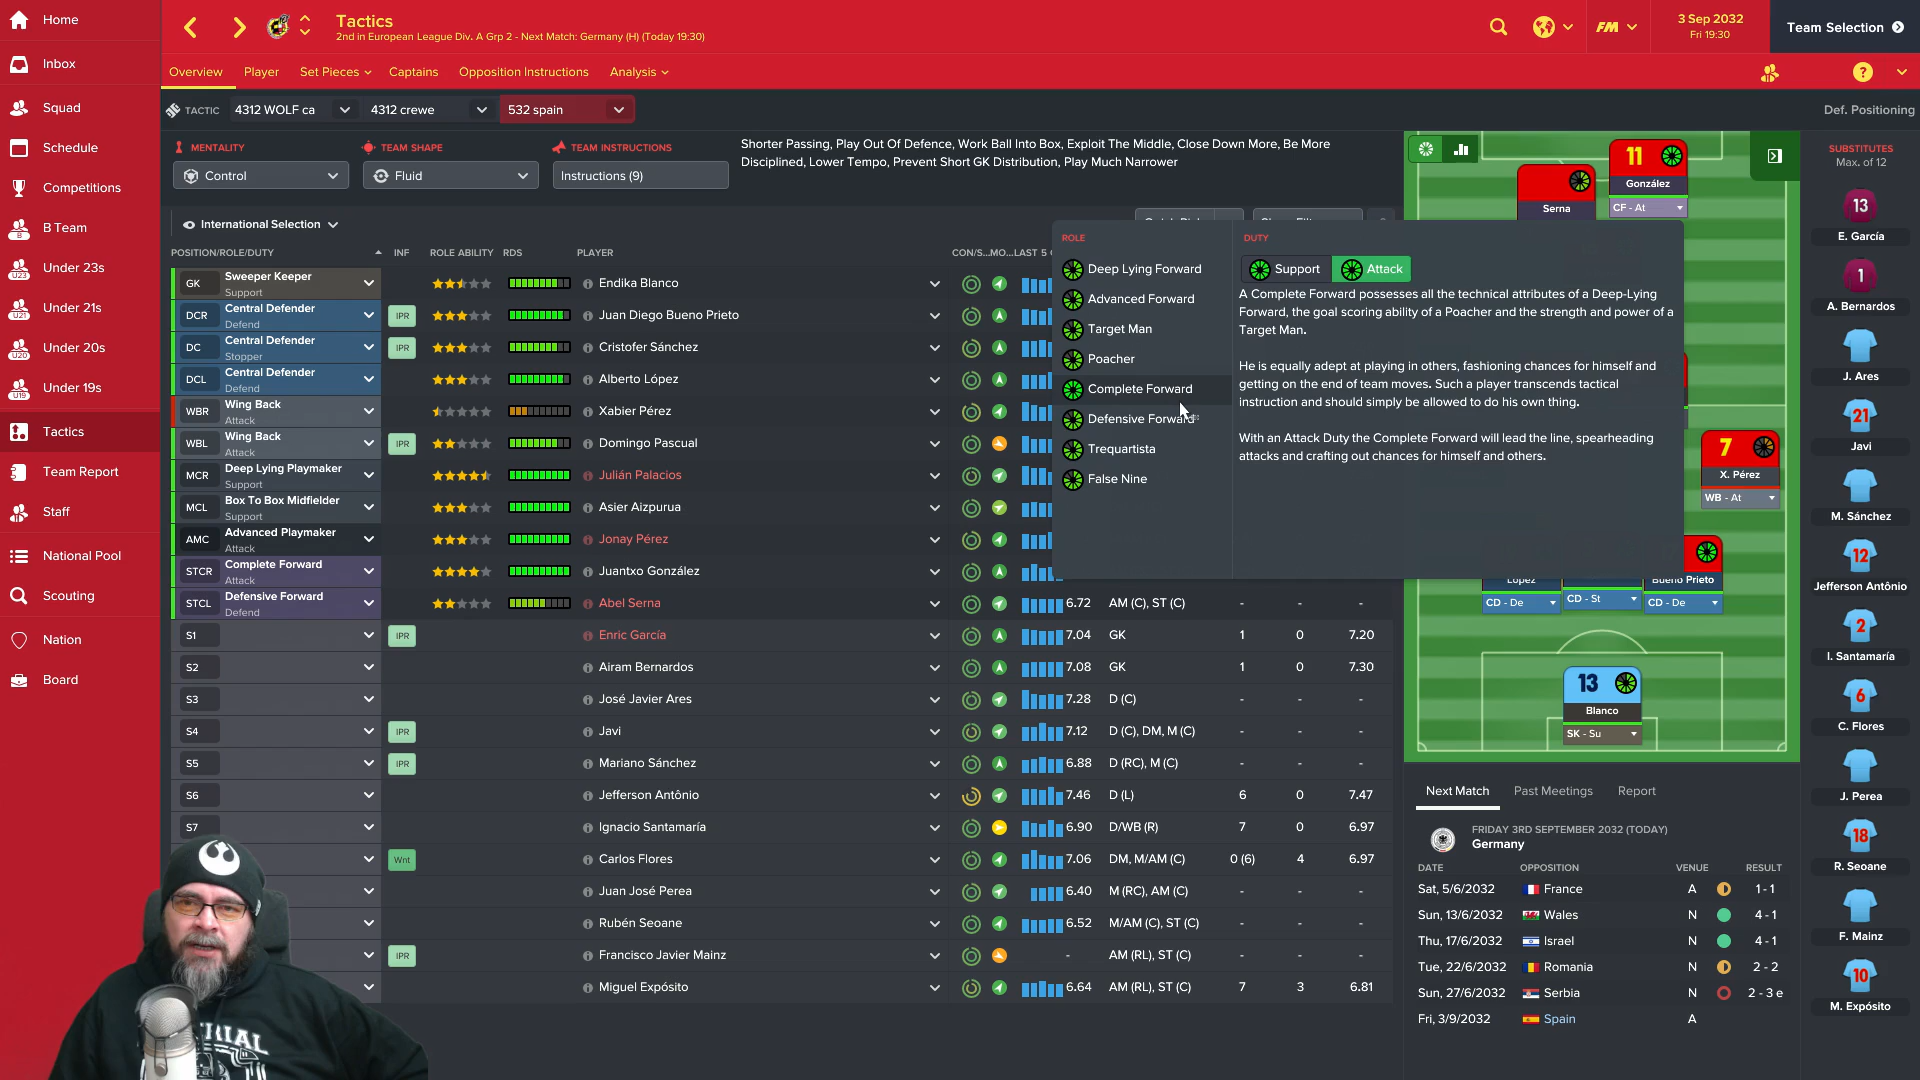 Home
Inbox
Squad
Schedule
Competitions
B Team
Under 23s
Under 21s
Under 20s
Under 19s
Tactics
Team Report
Staff
National Pool
Scouting
Nation
Board
Tactics
2nd in European League Div. A Grp 2 - Next Match: Germany (H) (Today 19:30)
FM
3 Sep 2032
Fri 19:30
Team Selection
Overview Player Set Pieces Captains Opposition Instructions Analysis
?
TACTIC 4312 WOLF ca 4312 crewe 532 spain
Def. Positioning
MENTALITY TEAM SHAPE TEAM INSTRUCTIONS
Control Fluid Instructions (9)
Shorter Passing, Play Out Of Defence, Work Ball Into Box, Exploit The Middle, Close Down More, Be More
Disciplined, Lower Tempo, Prevent Short GK Distribution, Play Much Narrower
International Selection
POSITION/ROLE/DUTY INF ROLE ABILITY RDS PLAYER CON/S... MO... LAST 5
GK Sweeper Keeper Support Endika Blanco
DCR Central Defender Defend IPR Juan Diego Bueno Prieto
DC Central Defender Stopper IPR Cristofer Sánchez
DCL Central Defender Defend Alberto López
WBR Wing Back Attack Xabier Pérez
WBL Wing Back Attack IPR Domingo Pascual
MCR Deep Lying Playmaker Support Julián Palacios
MCL Box To Box Midfielder Support Asier Aizpurua
AMC Advanced Playmaker Attack Jonay Pérez
STCR Complete Forward Attack Juantxo González
STCL Defensive Forward Defend Abel Serna 6.72 AM (C), ST (C) - - -
S1 IPR Enric García 7.04 GK 1 0 7.20
S2 Airam Bernardos 7.08 GK 1 0 7.30
S3 José Javier Ares 7.28 D (C) - - -
S4 IPR Javi 7.12 D (C), DM, M (C) - - -
S5 IPR Mariano Sánchez 6.88 D (RC), M (C) - - -
S6 Jefferson Antônio 7.46 D (L) 6 0 7.47
S7 Ignacio Santamaría 6.90 D/WB (R) 7 0 6.97
Wnt Carlos Flores 7.06 DM, M/AM (C) 0 (6) 4 6.97
Juan José Perea 6.40 M (RC), AM (C) - - -
Rubén Seoane 6.52 M/AM (C), ST (C) - - -
IPR Francisco Javier Mainz - AM (RL), ST (C) - - -
Miguel Expósito 6.64 AM (RL), ST (C) 7 3 6.81
ROLE
Deep Lying Forward
Advanced Forward
Target Man
Poacher
Complete Forward
Defensive Forward
Trequartista
False Nine
DUTY
Support Attack
A Complete Forward possesses all the technical attributes of a Deep-Lying
Forward, the goal scoring ability of a Poacher and the strength and power of a
Target Man.
He is equally adept at playing in others, fashioning chances for himself and
getting on the end of team moves. Such a player transcends tactical
instruction and should simply be allowed to do his own thing.
With an Attack Duty the Complete Forward will lead the line, spearheading
attacks and crafting out chances for himself and others.
Serna
11
González
CF - At
7
X. Pérez
WB - At
López Bueno Prieto
CD - De CD - St CD - De
13
Blanco
SK - Su
SUBSTITUTES
Max. of 12
13
E. García
1
A. Bernardos
J. Ares
21
Javi
M. Sánchez
12
Jefferson Antônio
2
I. Santamaría
6
C. Flores
J. Perea
18
R. Seoane
F. Mainz
10
M. Expósito
Next Match Past Meetings Report
FRIDAY 3RD SEPTEMBER 2032 (TODAY)
Germany
DATE OPPOSITION VENUE RESULT
Sat, 5/6/2032 France A 1 - 1
Sun, 13/6/2032 Wales N 4 - 1
Thu, 17/6/2032 Israel N 4 - 1
Tue, 22/6/2032 Romania N 2 - 2
Sun, 27/6/2032 Serbia N 2 - 3 e
Fri, 3/9/2032 Spain A